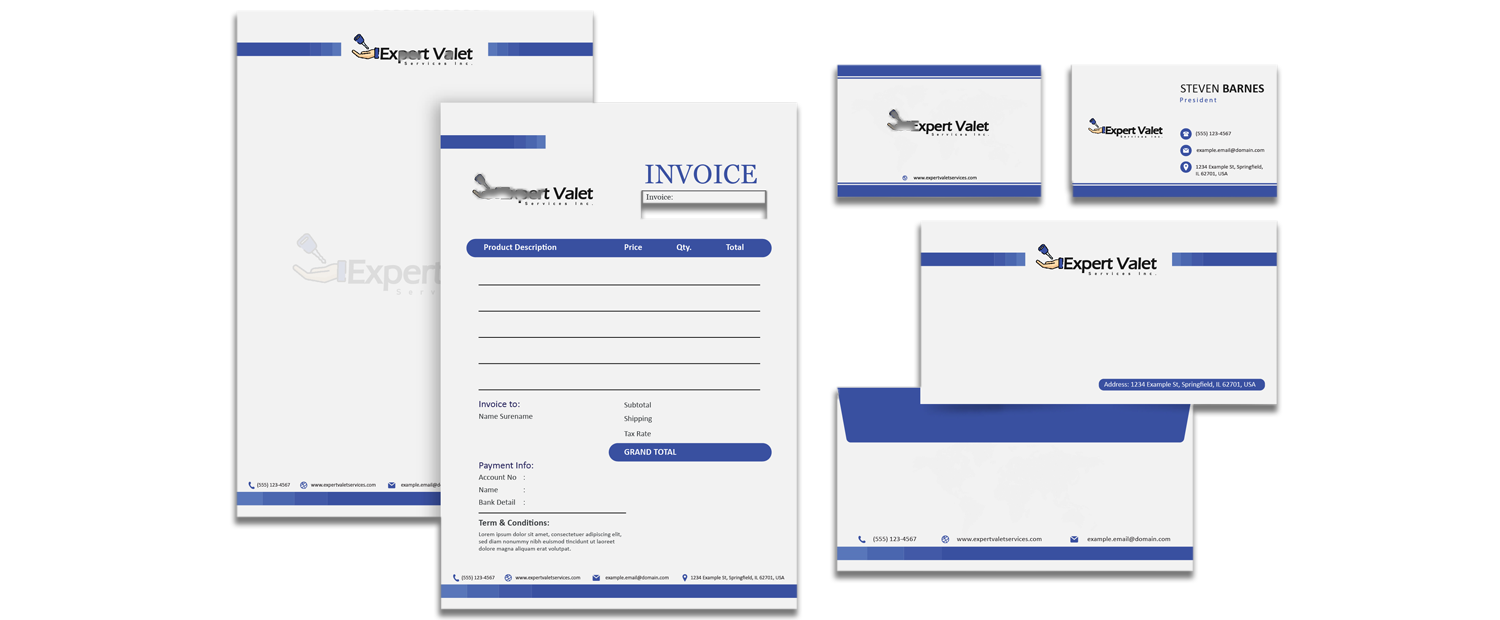 Expert Valet
Services Inc.
Expert
(555) 123-4567
www.expertvaletservices.com
Expert Valet
Services Inc.
INVOICE
Invoice:
Product Description Price Qty. Total
Invoice to:
Name Surename
Subtotal
Shipping
Tax Rate
GRAND TOTAL
Payment Info:
Account No :
Name :
Bank Detail :
Term & Conditions:
Lorem ipsum dolor sit amet, consectetuer adipiscing elit,
sed diam nonummy nibh euismod tincidunt ut laoreet
dolore magna aliquam erat volutpat.
(555) 123-4567 www.expertvaletservices.com example.email@domain.com 1234 Example St, Springfield, IL 62701, USA
Expert Valet
Services Inc.
www.expertvaletservices.com
STEVEN BARNES
President
Expert Valet
Services Inc.
(555) 123-4567
example.email@domain.com
1234 Example St, Springfield,
IL 62701, USA
Expert Valet
Services Inc.
Address: 1234 Example St, Springfield, IL 62701, USA
(555) 123-4567 www.expertvaletservices.com example.email@domain.com